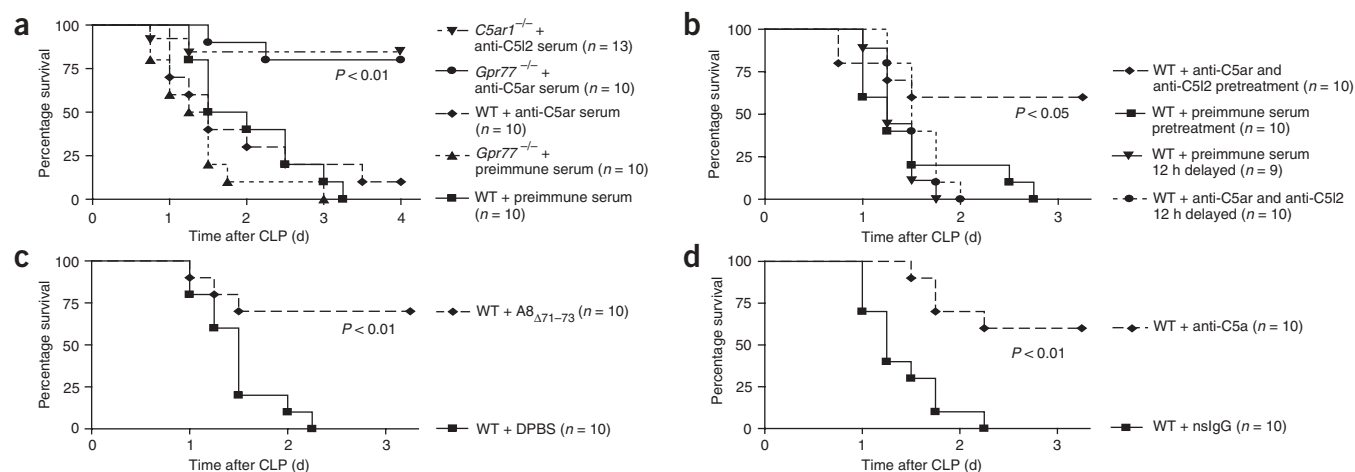 a
Percentage survival
100
75
50
25
0
P < 0.01
0 1 2 3 4
Time after CLP (d)
C5ar1–/– +
anti-C5l2 serum (n = 13)
Gpr77–/– +
anti-C5ar serum
(n = 10)
WT + anti-C5ar serum
(n = 10)
Gpr77–/– +
preimmune serum (n = 10)
WT + preimmune serum
(n = 10)
b
Percentage survival
100
75
50
25
0
P < 0.05
0 1 2 3
Time after CLP (d)
WT + anti-C5ar and
anti-C5l2 pretreatment (n = 10)
WT + preimmune serum
pretreatment (n = 10)
WT + preimmune serum
12 h delayed (n = 9)
WT + anti-C5ar and anti-C5l2
12 h delayed (n = 10)
c
Percentage survival
100
75
50
25
0
P < 0.01
0 1 2 3
Time after CLP (d)
WT + A8Δ71–73 (n = 10)
WT + DPBS (n = 10)
d
Percentage survival
100
75
50
25
0
P < 0.01
0 1 2 3
Time after CLP (d)
WT + anti-C5a (n = 10)
WT + nsIgG (n = 10)